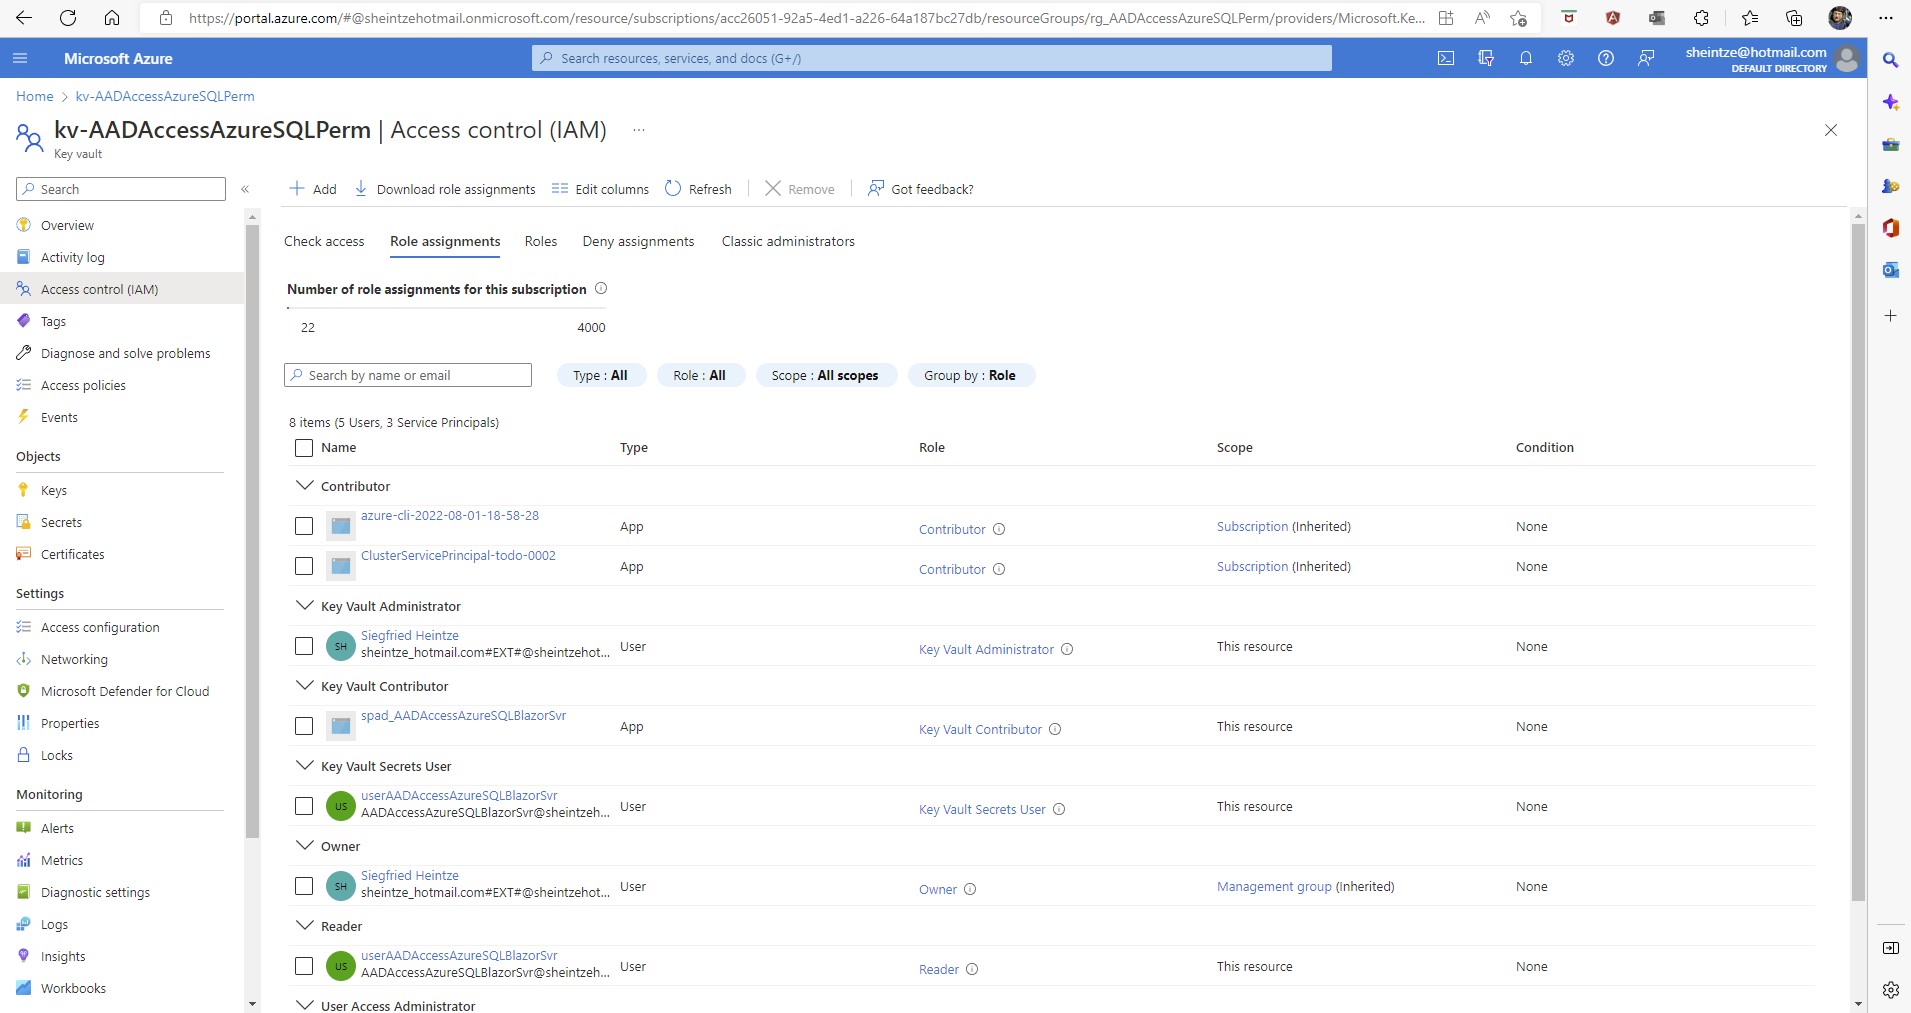 https://portal.azure.com/#@sheintzehotmail.onmicrosoft.com/resource/subscriptions/acc26051-92a5-4ed1-a226-64a187bc27db/resourceGroups/rg_AADAccessAzureSQLPerm/providers/Microsoft.Ke...
Microsoft Azure
Search resources, services, and docs (G+/)
sheintze@hotmail.com
DEFAULT DIRECTORY
Home > kv-AADAccessAzureSQLPerm
kv-AADAccessAzureSQLPerm | Access control (IAM) ...
Key vault
Search
«
Add
Download role assignments
Edit columns
Refresh
Remove
Got feedback?
Overview
Activity log
Access control (IAM)
Tags
Diagnose and solve problems
Access policies
Events
Objects
Keys
Secrets
Certificates
Settings
Access configuration
Networking
Microsoft Defender for Cloud
Properties
Locks
Monitoring
Alerts
Metrics
Diagnostic settings
Logs
Insights
Workbooks
Check access Role assignments Roles Deny assignments Classic administrators
Number of role assignments for this subscription
22 4000
Search by name or email
Type : All
Role : All
Scope : All scopes
Group by : Role
8 items (5 Users, 3 Service Principals)
Name Type Role Scope Condition
Contributor
azure-cli-2022-08-01-18-58-28 App Contributor Subscription (Inherited) None
ClusterServicePrincipal-todo-0002 App Contributor Subscription (Inherited) None
Key Vault Administrator
SH Siegfried Heintze
sheintze_hotmail.com#EXT#@sheintzehot... User Key Vault Administrator This resource None
Key Vault Contributor
spad_AADAccessAzureSQLBlazorSvr App Key Vault Contributor This resource None
Key Vault Secrets User
US userAADAccessAzureSQLBlazorSvr
AADAccessAzureSQLBlazorSvr@sheintzeh... User Key Vault Secrets User This resource None
Owner
SH Siegfried Heintze
sheintze_hotmail.com#EXT#@sheintzehot... User Owner Management group (Inherited) None
Reader
US userAADAccessAzureSQLBlazorSvr
AADAccessAzureSQLBlazorSvr@sheintzeh... User Reader This resource None
User Access Administrator